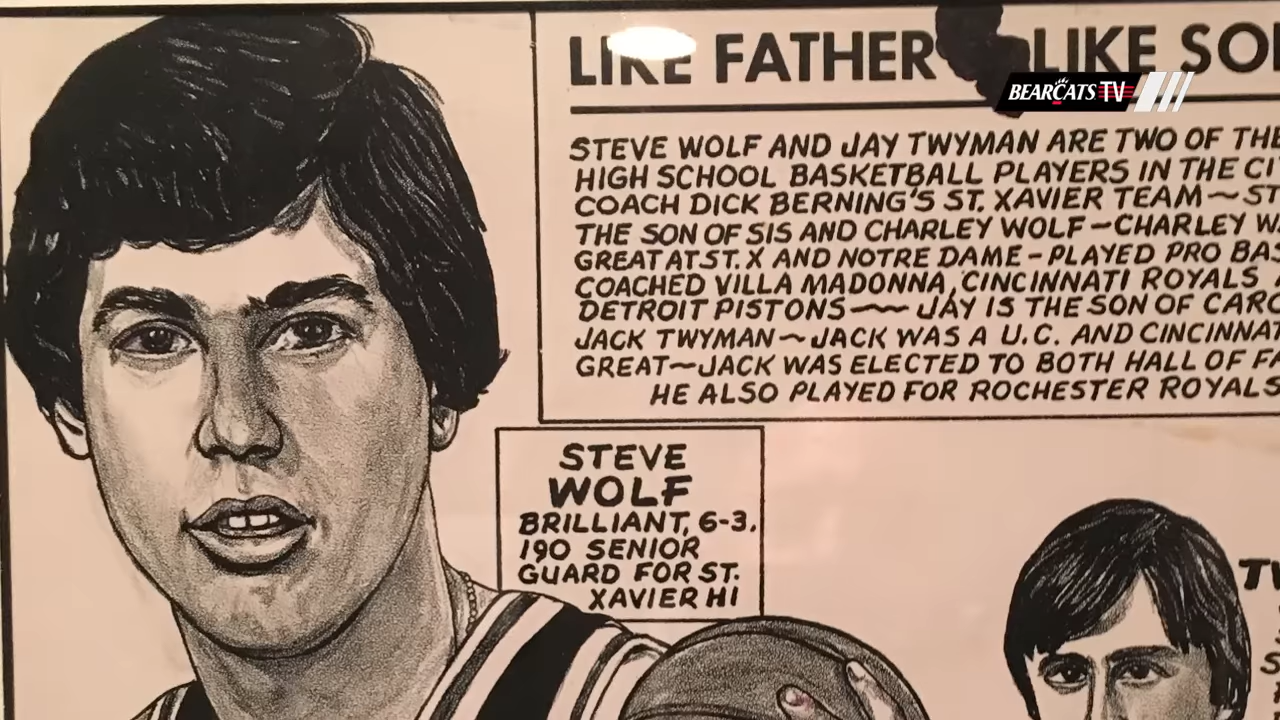 LIKE FATHER LIKE SO
BEARCATS TV
STEVE WOLF AND JAY TWYMAN ARE TWO OF THE
HIGH SCHOOL BASKETBALL PLAYERS IN THE CI
COACH DICK BERNING'S ST. XAVIER TEAM~ST
THE SON OF SIS AND CHARLEY WOLF-CHARLEY W
GREAT AT ST. X AND NOTRE DAME-PLAYED PRO BAS
COACHED VILLA MADONNA, CINCINNATI ROYALS
DETROIT PISTONS~~ JAY IS THE SON OF CARO
JACK TWYMAN~JACK WAS A U.C. AND CINCINNAT
GREAT~JACK WAS ELECTED TO BOTH HALL OF FA
HE ALSO PLAYED FOR ROCHESTER ROYALS
STEVE
WOLF
BRILLIANT, 6-3,
190 SENIOR
GUARD FOR ST.
XAVIER HI